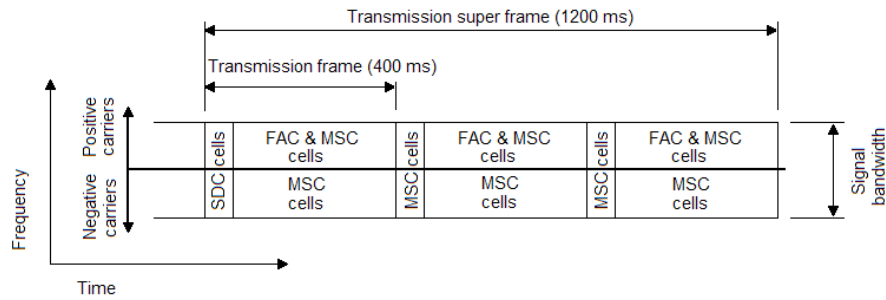 Transmission super frame (1200 ms)
Transmission frame (400 ms)
Frequency
Time
Positive
carriers
Negative
carriers
SDC cells
FAC & MSC
cells
MSC
cells
MSC cells
FAC & MSC
cells
MSC
cells
MSC cells
FAC & MSC
cells
MSC
cells
Signal
bandwidth